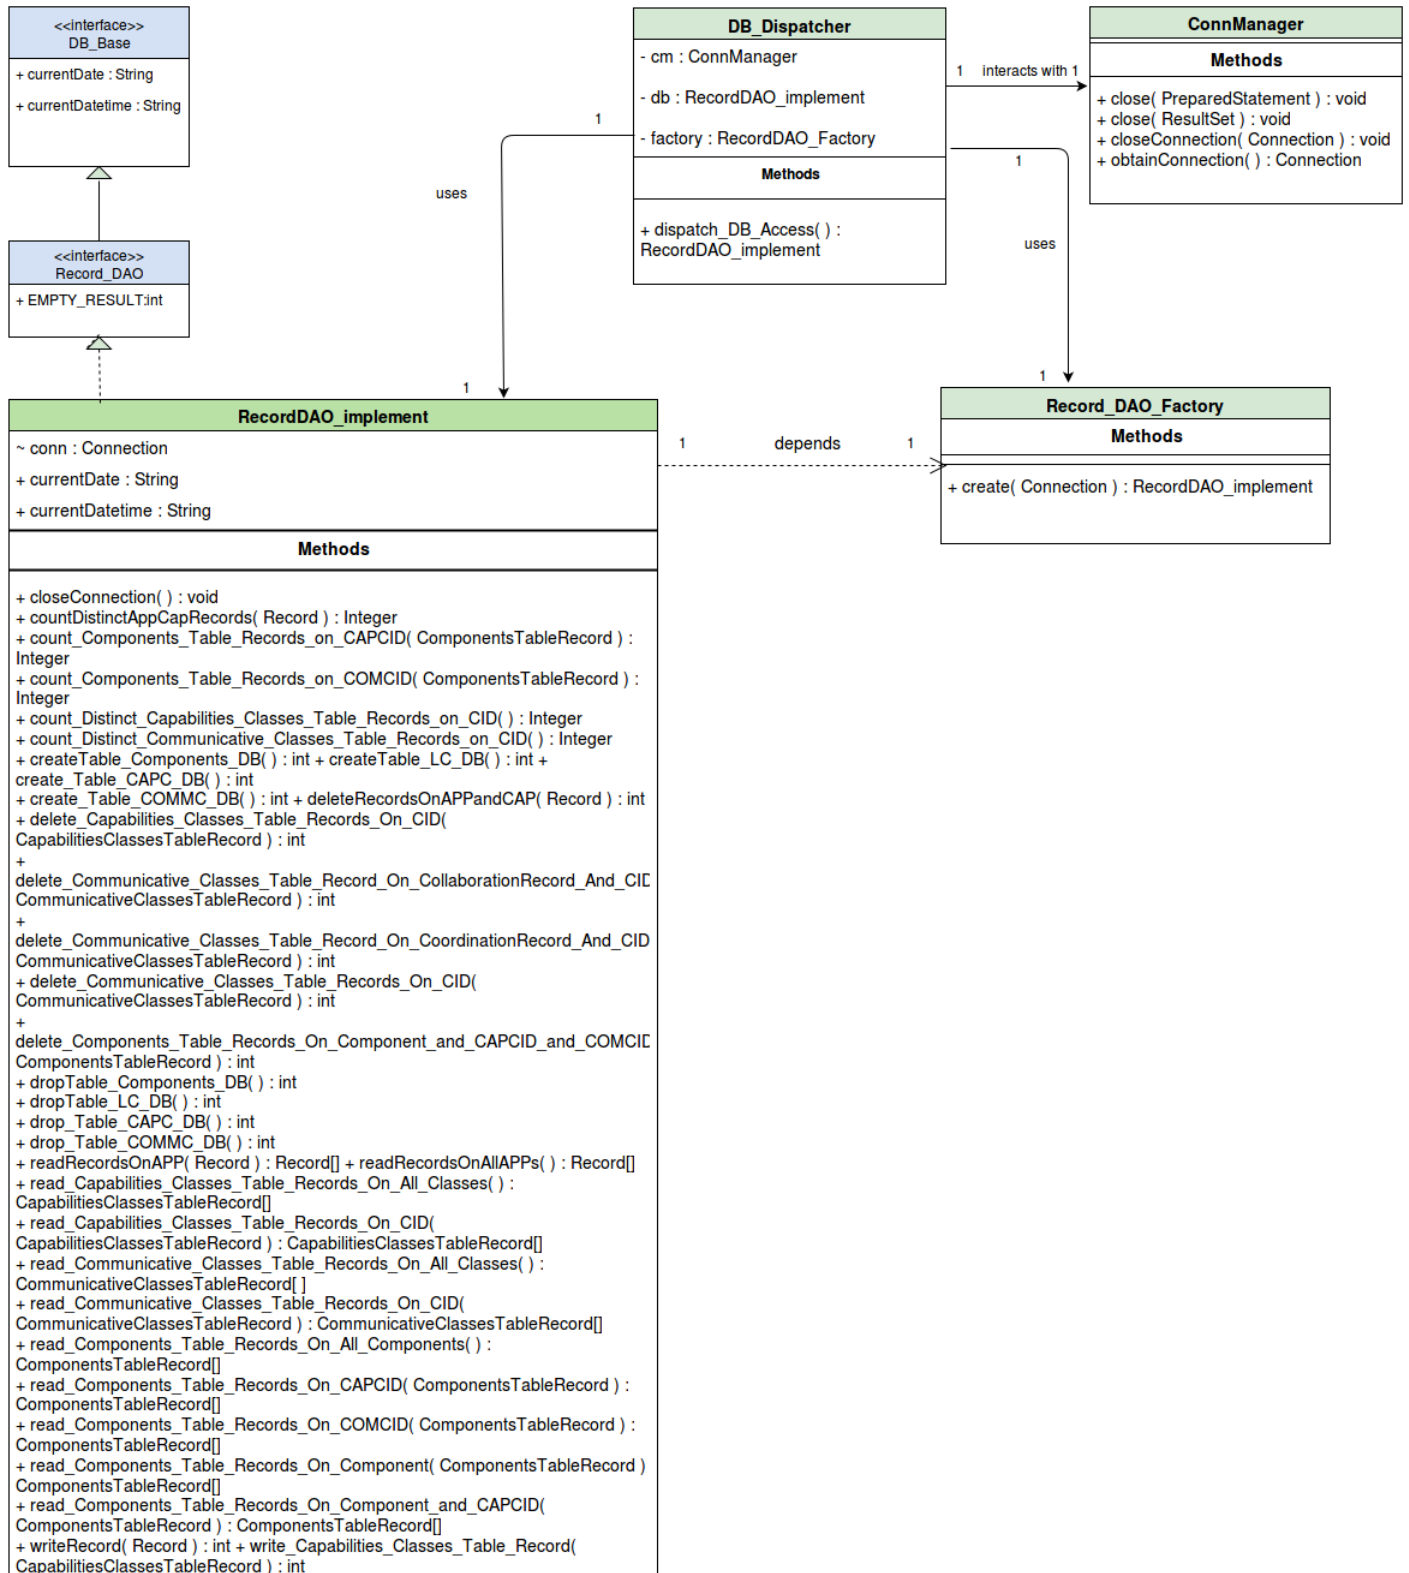 <<interface>>
DB_Base
+ currentDate : String
+ currentDatetime : String
<<interface>>
Record_DAO
+ EMPTY_RESULT:int
DB_Dispatcher
- cm : ConnManager
- db : RecordDAO_implement
- factory : RecordDAO_Factory
Methods
+ dispatch_DB_Access( ) :
RecordDAO_implement
1 interacts with 1
ConnManager
Methods
+ close( PreparedStatement ) : void
+ close( ResultSet ) : void
+ closeConnection( Connection ) : void
+ obtainConnection( ) : Connection
1
uses
1
1
uses
1
RecordDAO_implement
~ conn : Connection
+ currentDate : String
+ currentDatetime : String
Methods
+ closeConnection( ) : void
+ countDistinctAppCapRecords( Record ) : Integer
+ count_Components_Table_Records_on_CAPCID( ComponentsTableRecord ) :
Integer
+ count_Components_Table_Records_on_COMCID( ComponentsTableRecord ) :
Integer
+ count_Distinct_Capabilities_Classes_Table_Records_on_CID( ) : Integer
+ count_Distinct_Communicative_Classes_Table_Records_on_CID( ) : Integer
+ createTable_Components_DB( ) : int + createTable_LC_DB( ) : int +
create_Table_CAPC_DB( ) : int
+ create_Table_COMMC_DB( ) : int + deleteRecordsOnAPPandCAP( Record ) : int
+ delete_Capabilities_Classes_Table_Records_On_CID(
CapabilitiesClassesTableRecord ) : int
+
delete_Communicative_Classes_Table_Record_On_CollaborationRecord_And_CID
CommunicativeClassesTableRecord ) : int
+
delete_Communicative_Classes_Table_Record_On_CoordinationRecord_And_CID
CommunicativeClassesTableRecord ) : int
+ delete_Communicative_Classes_Table_Records_On_CID(
CommunicativeClassesTableRecord ) : int
+
delete_Components_Table_Records_On_Component_and_CAPCID_and_COMCID
ComponentsTableRecord ) : int
+ dropTable_Components_DB( ) : int
+ dropTable_LC_DB( ) : int
+ drop_Table_CAPC_DB( ) : int
+ drop_Table_COMMC_DB( ) : int
+ readRecordsOnAPP( Record ) : Record[] + readRecordsOnAllAPPs( ) : Record[]
+ read_Capabilities_Classes_Table_Records_On_All_Classes( ) :
CapabilitiesClassesTableRecord[]
+ read_Capabilities_Classes_Table_Records_On_CID(
CapabilitiesClassesTableRecord ) : CapabilitiesClassesTableRecord[]
+ read_Communicative_Classes_Table_Records_On_All_Classes( ) :
CommunicativeClassesTableRecord[ ]
+ read_Communicative_Classes_Table_Records_On_CID(
CommunicativeClassesTableRecord ) : CommunicativeClassesTableRecord[]
+ read_Components_Table_Records_On_All_Components( ) :
ComponentsTableRecord[]
+ read_Components_Table_Records_On_CAPCID( ComponentsTableRecord ) :
ComponentsTableRecord[]
+ read_Components_Table_Records_On_COMCID( ComponentsTableRecord ) :
ComponentsTableRecord[]
+ read_Components_Table_Records_On_Component( ComponentsTableRecord )
ComponentsTableRecord[]
+ read_Components_Table_Records_On_Component_and_CAPCID(
ComponentsTableRecord ) : ComponentsTableRecord[]
+ writeRecord( Record ) : int + write_Capabilities_Classes_Table_Record(
CapabilitiesClassesTableRecord ) : int
1 depends 1
Record_DAO_Factory
Methods
+ create( Connection ) : RecordDAO_implement